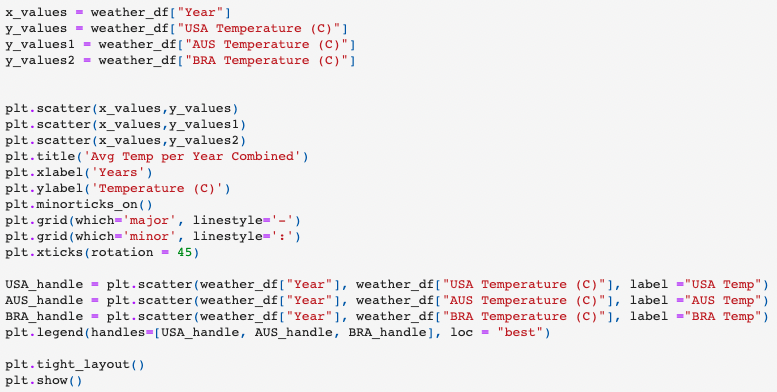 x_values = weather_df["Year"]
y_values = weather_df["USA Temperature (C)"]
y_values1 = weather_df["AUS Temperature (C)"]
y_values2 = weather_df["BRA Temperature (C)"]
plt.scatter(x_values,y_values)
plt.scatter(x_values,y_values1)
plt.scatter(x_values,y_values2)
plt.title('Avg Temp per Year Combined')
plt.xlabel('Years')
plt.ylabel('Temperature (C)')
plt.minorticks_on()
plt.grid(which='major', linestyle='-')
plt.grid(which='minor', linestyle=':')
plt.xticks(rotation = 45)
USA_handle = plt.scatter(weather_df["Year"], weather_df["USA Temperature (C)"], label ="USA Temp")
AUS_handle = plt.scatter(weather_df["Year"], weather_df["AUS Temperature (C)"], label ="AUS Temp")
BRA_handle = plt.scatter(weather_df["Year"], weather_df["BRA Temperature (C)"], label ="BRA Temp")
plt.legend(handles=[USA_handle, AUS_handle, BRA_handle], loc = "best")
plt.tight_layout()
plt.show()